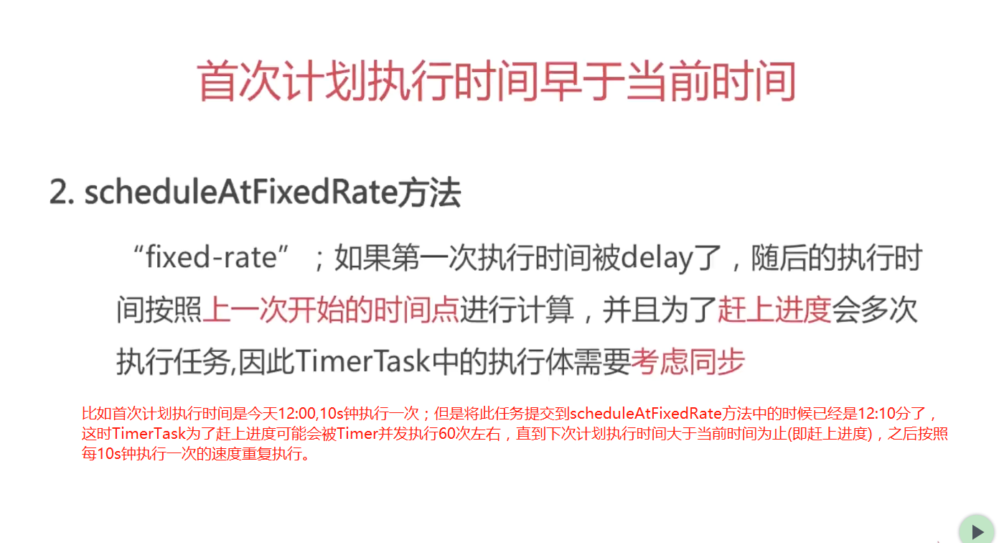 首次计划执行时间早于当前时间
2. scheduleAtFixedRate方法
“fixed-rate”；如果第一次执行时间被delay了，随后的执行时
间按照上一次开始的时间点进行计算，并且为了赶上进度会多次
执行任务,因此TimerTask中的执行体需要考虑同步
比如首次计划执行时间是今天12:00,10s钟执行一次；但是将此任务提交到scheduleAtFixedRate方法中的时候已经是12:10分了，
这时TimerTask为了赶上进度可能会被Timer并发执行60次左右，直到下次计划执行时间大于当前时间为止(即赶上进度)，之后按照
每10s钟执行一次的速度重复执行。